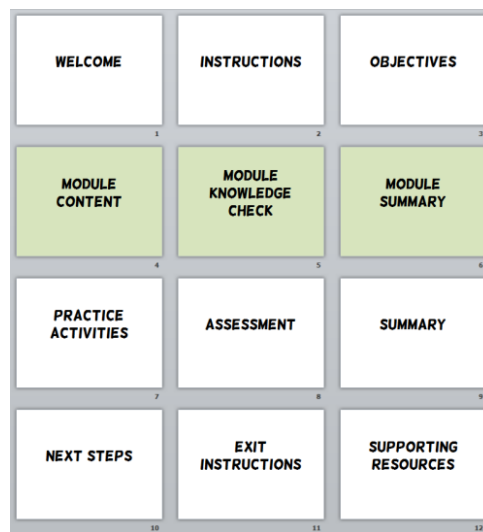 WELCOME
INSTRUCTIONS
OBJECTIVES
1
2
3
MODULE
CONTENT
MODULE
KNOWLEDGE
CHECK
MODULE
SUMMARY
4
5
6
PRACTICE
ACTIVITIES
ASSESSMENT
SUMMARY
7
8
9
NEXT STEPS
EXIT
INSTRUCTIONS
SUPPORTING
RESOURCES
10
11
12